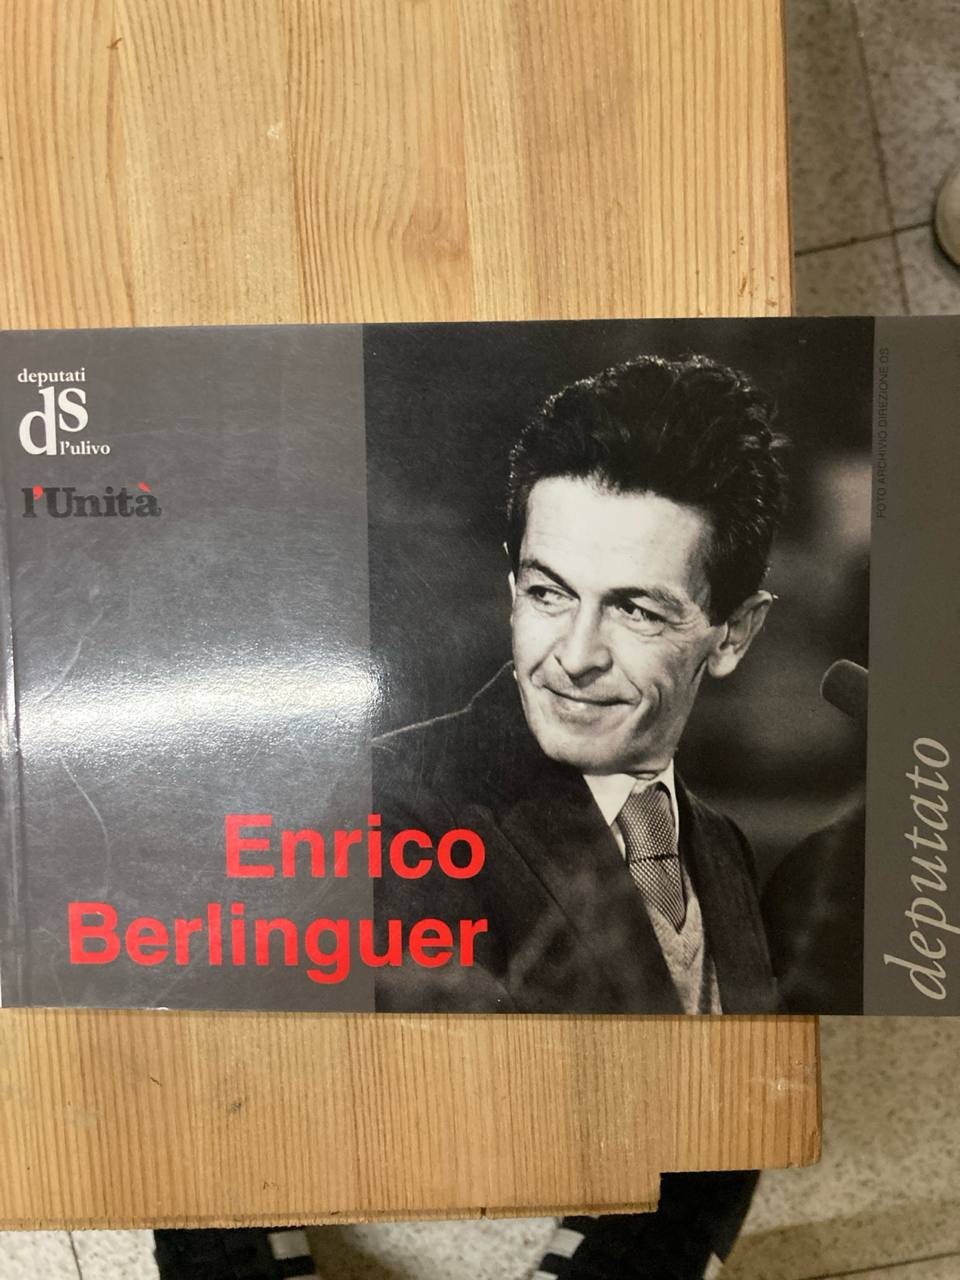 deputati
ds
l'ulivo
l'Unità
Enrico
Berlinguer
FOTO ARCHIVIO DIREZIONE DS
deputato